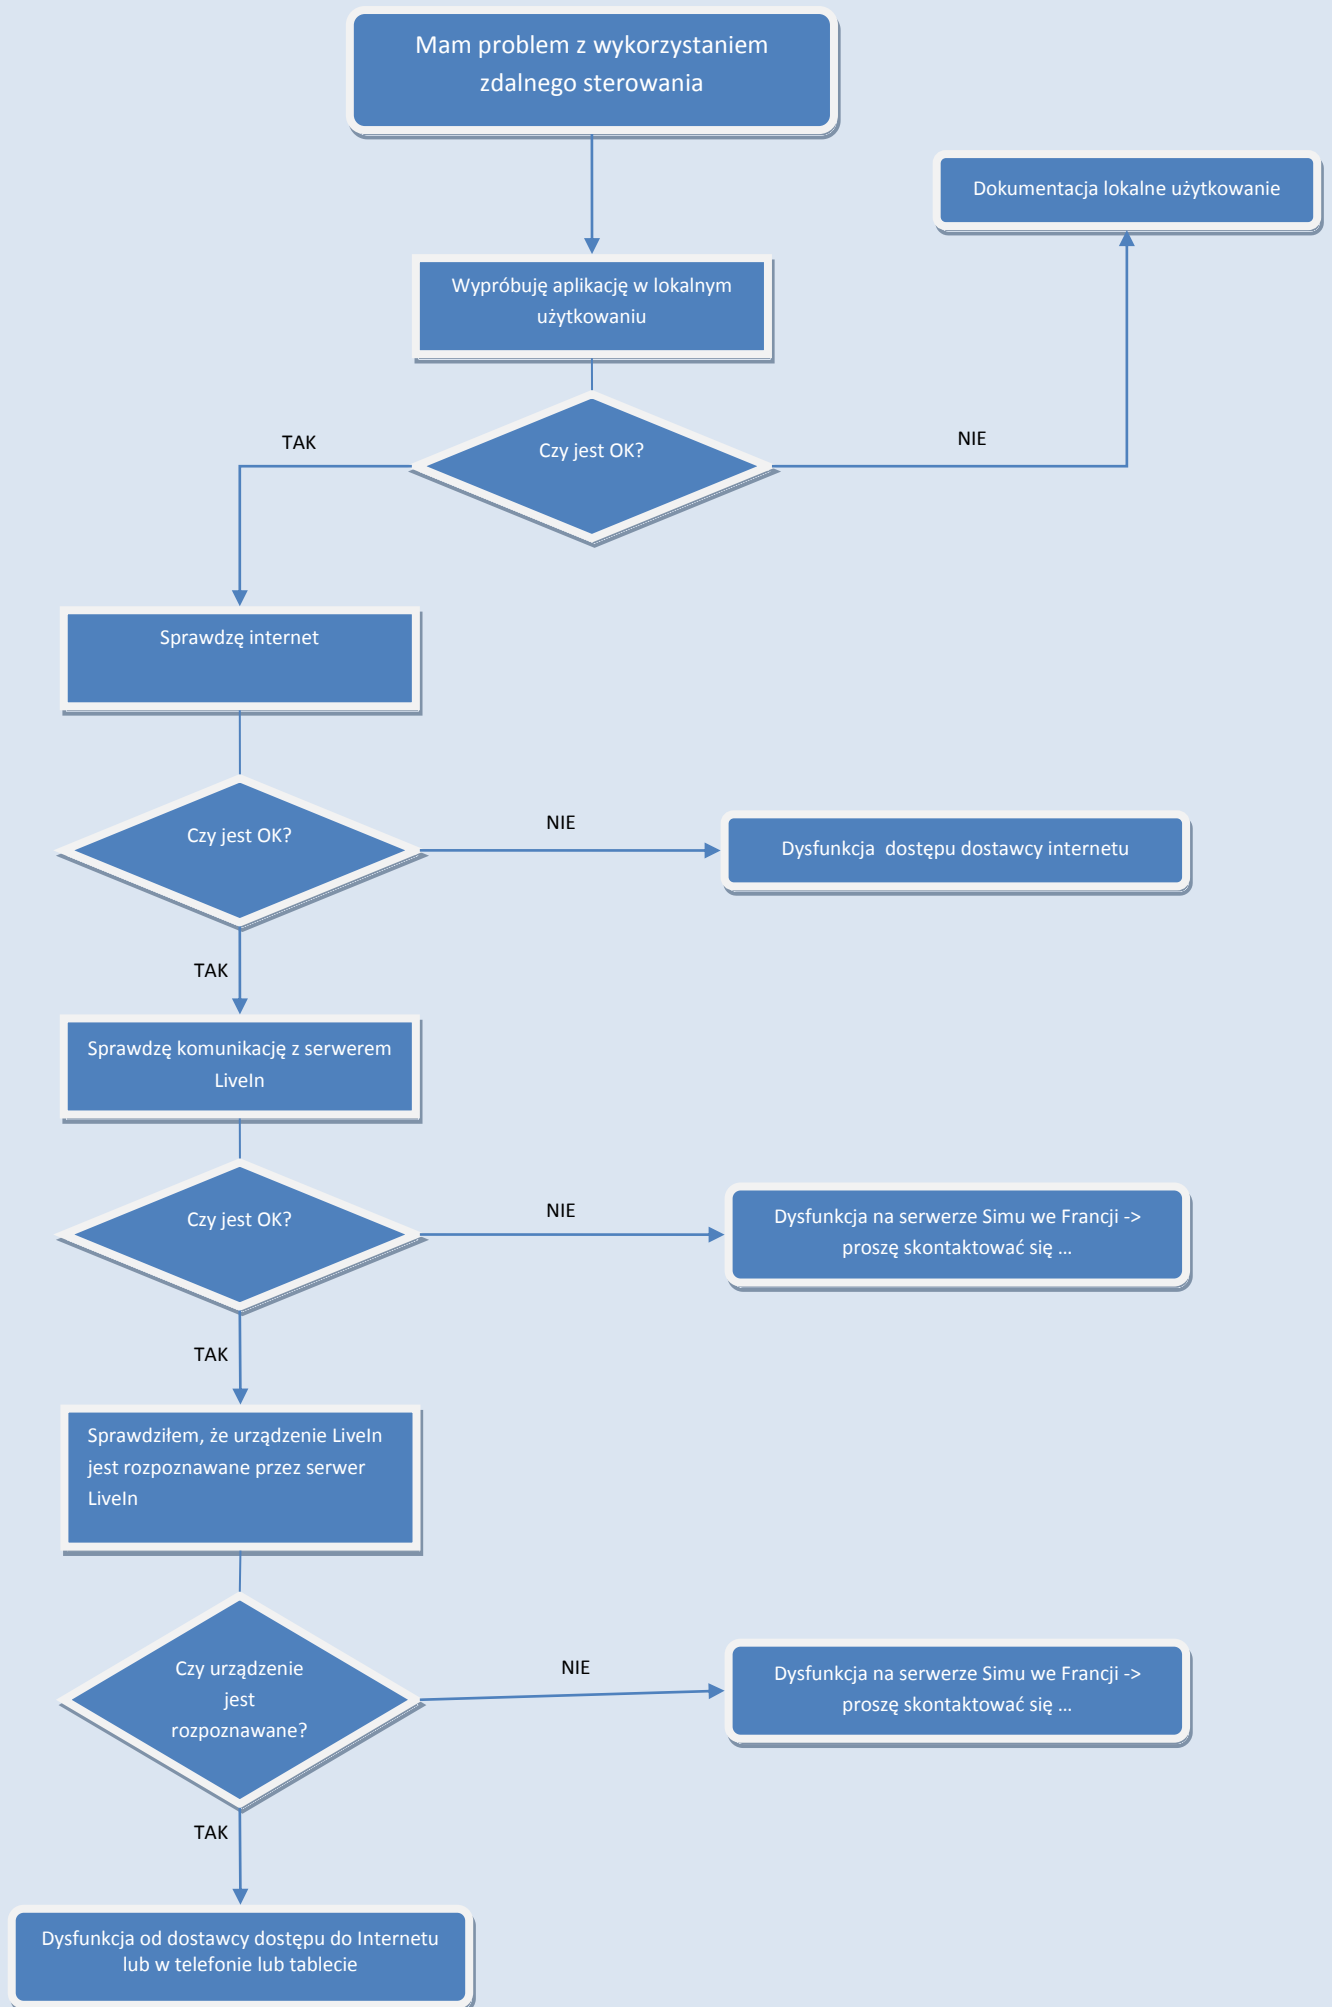 Mam problem z wykorzystaniem
zdalnego sterowania
Dokumentacja lokalne użytkowanie
Wypróbuję aplikację w lokalnym
użytkowaniu
TAK
Czy jest OK?
NIE
Sprawdzę internet
Czy jest OK?
NIE
Dysfunkcja  dostępu dostawcy internetu
TAK
Sprawdzę komunikację z serwerem
LiveIn
Czy jest OK?
NIE
Dysfunkcja na serwerze Simu we Francji ->
proszę skontaktować się ...
TAK
Sprawdziłem, że urządzenie LiveIn
jest rozpoznawane przez serwer
LiveIn
Czy urządzenie
jest
rozpoznawane?
NIE
Dysfunkcja na serwerze Simu we Francji ->
proszę skontaktować się ...
TAK
Dysfunkcja od dostawcy dostępu do Internetu
lub w telefonie lub tablecie